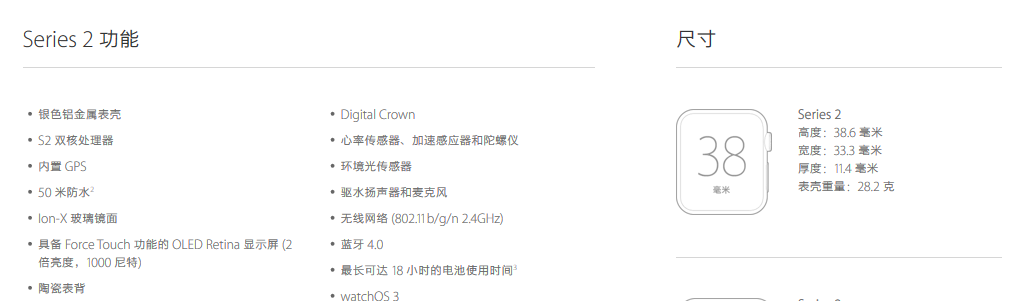 Series 2 功能
• 银色铝金属表壳
• S2 双核处理器
• 内置 GPS
• 50 米防水2
• Ion-X 玻璃镜面
• 具备 Force Touch 功能的 OLED Retina 显示屏 (2
倍亮度，1000 尼特)
• 陶瓷表背
• Digital Crown
• 心率传感器、加速感应器和陀螺仪
• 环境光传感器
• 驱水扬声器和麦克风
• 无线网络 (802.11b/g/n 2.4GHz)
• 蓝牙 4.0
• 最长可达 18 小时的电池使用时间3
• watchOS 3
尺寸
38
毫米
Series 2
高度：38.6 毫米
宽度：33.3 毫米
厚度：11.4 毫米
表壳重量：28.2 克